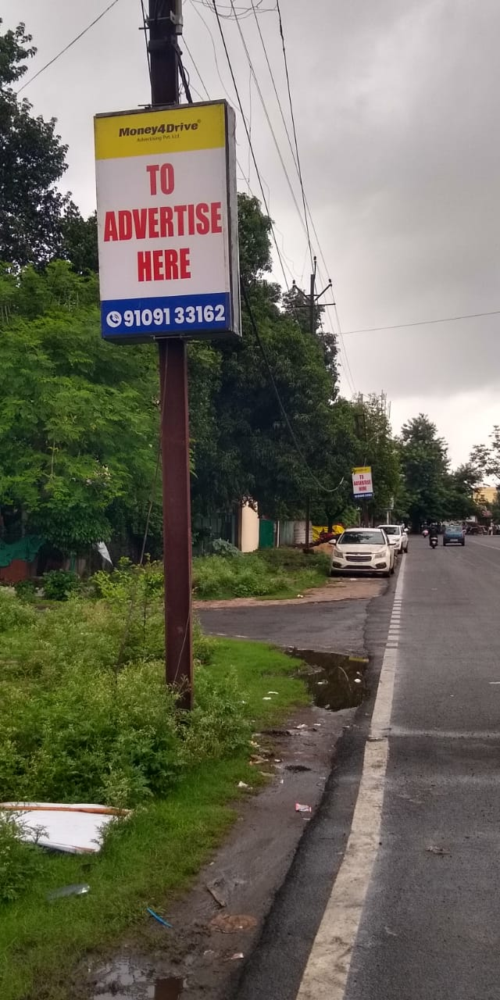 Money4Drive®
Advertising Pvt. Ltd.
TO
ADVERTISE
HERE
91091 33162
TO
ADVERTISE
HERE